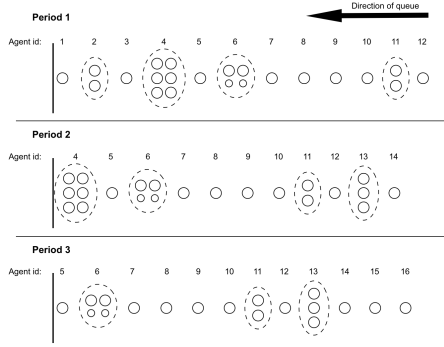 Direction of queue
Period 1
Agent id: 1 2 3 4 5 6 7 8 9 10 11 12
Period 2
Agent id: 4 5 6 7 8 9 10 11 12 13 14
Period 3
Agent id: 5 6 7 8 9 10 11 12 13 14 15 16